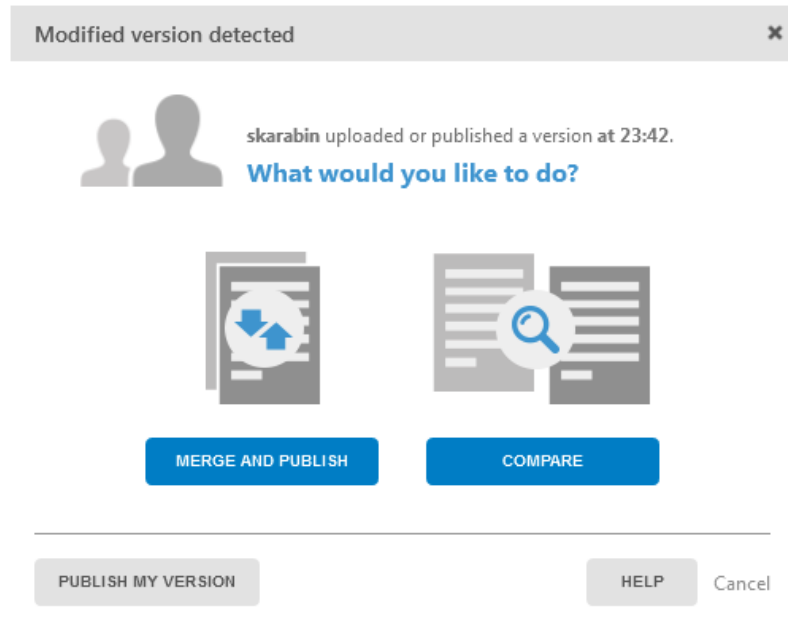 Modified version detected
skarabin uploaded or published a version at 23:42.
What would you like to do?
MERGE AND PUBLISH
COMPARE
PUBLISH MY VERSION
HELP
Cancel